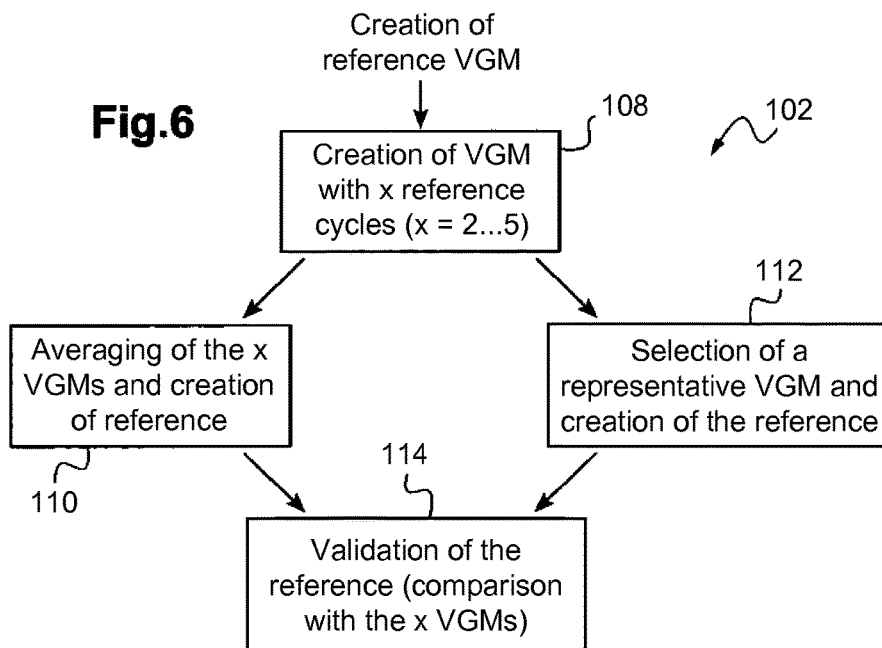 Creation of
reference VGM
Fig.6
108
102
Creation of VGM
with x reference
cycles (x = 2...5)
112
Averaging of the x
VGMs and creation
of reference
Selection of a
representative VGM and
creation of the reference
110
114
Validation of the
reference (comparison
with the x VGMs)